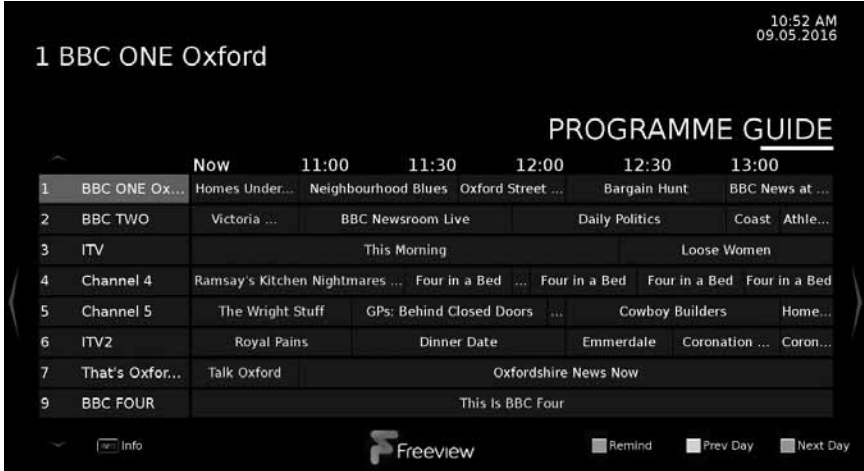 10:52 AM
09.05.2016
1 BBC ONE Oxford
PROGRAMME GUIDE
Now 11:00 11:30 12:00 12:30 13:00
1 BBC ONE Ox... Homes Under... Neighbourhood Blues Oxford Street ... Bargain Hunt BBC News at ...
2 BBC TWO Victoria ... BBC Newsroom Live Daily Politics Coast Athle...
3 ITV This Morning Loose Women
4 Channel 4 Ramsay's Kitchen Nightmares ... Four in a Bed ... Four in a Bed Four in a Bed Four in a Bed
5 Channel 5 The Wright Stuff GPs: Behind Closed Doors ... Cowboy Builders Home...
6 ITV2 Royal Pains Dinner Date Emmerdale Coronation ... Coron...
7 That's Oxfor... Talk Oxford Oxfordshire News Now
9 BBC FOUR This Is BBC Four
Info Freeview Remind Prev Day Next Day